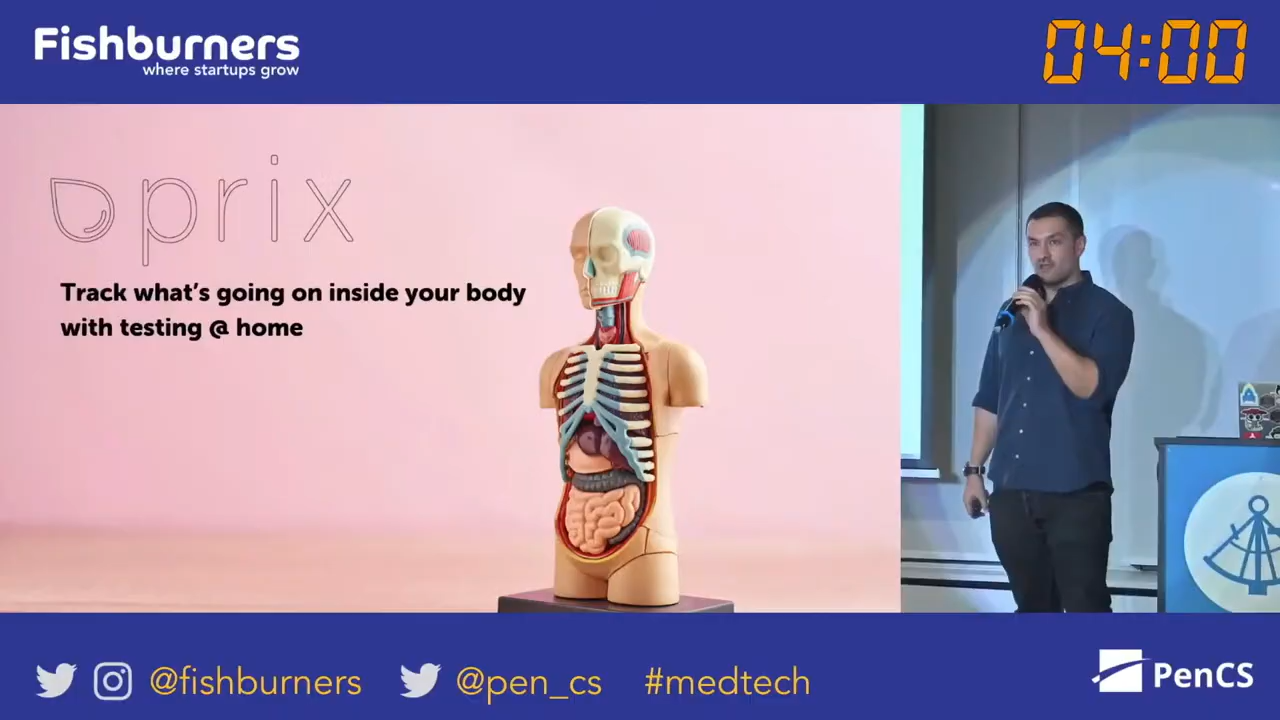 Fishburners
where startups grow
04:00
prix
Track what's going on inside your body
with testing @ home
@fishburners @pen_cs #medtech
PenCS